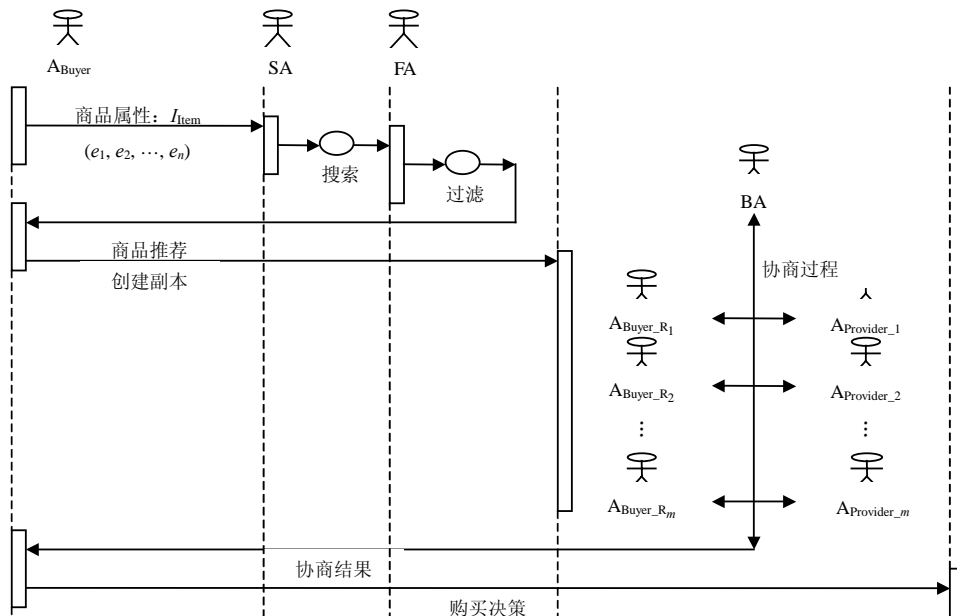 A_Buyer
SA
FA
商品属性：I_Item
(e_1, e_2, …, e_n)
搜索
过滤
BA
商品推荐
创建副本
协商过程
A_Buyer_R_1
A_Provider_1
A_Buyer_R_2
A_Provider_2
⋮
⋮
A_Buyer_R_m
A_Provider_m
协商结果
购买决策